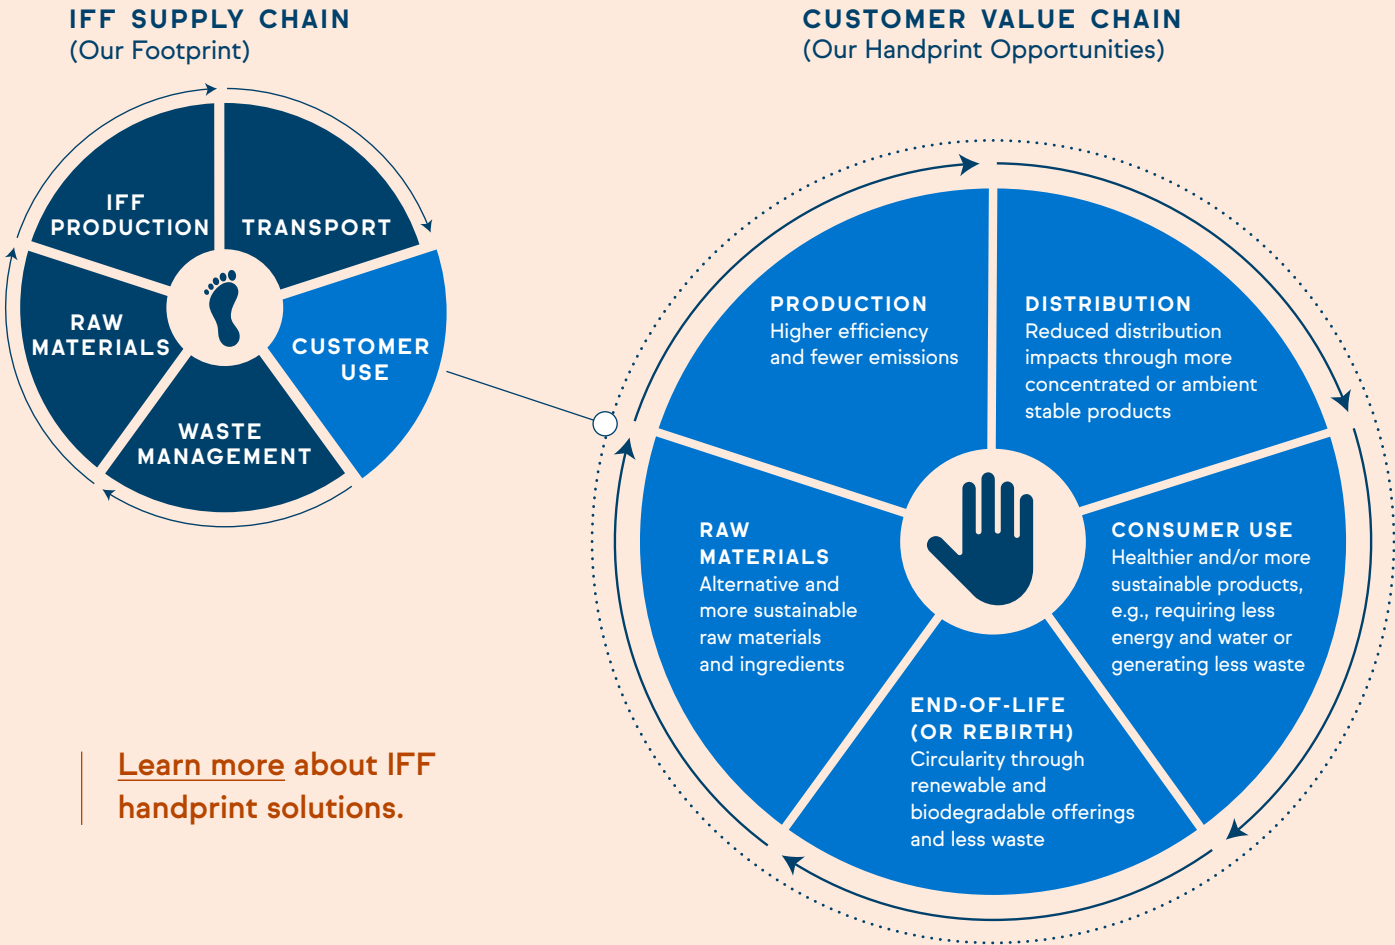 IFF SUPPLY CHAIN
(Our Footprint)
IFF
PRODUCTION
TRANSPORT
RAW
MATERIALS
CUSTOMER
USE
WASTE
MANAGEMENT
CUSTOMER VALUE CHAIN
(Our Handprint Opportunities)
PRODUCTION
Higher efficiency
and fewer emissions
DISTRIBUTION
Reduced distribution
impacts through more
concentrated or ambient
stable products
RAW
MATERIALS
Alternative and
more sustainable
raw materials
and ingredients
CONSUMER USE
Healthier and/or more
sustainable products,
e.g., requiring less
energy and water or
generating less waste
END-OF-LIFE
(OR REBIRTH)
Circularity through
renewable and
biodegradable offerings
and less waste
Learn more about IFF
handprint solutions.